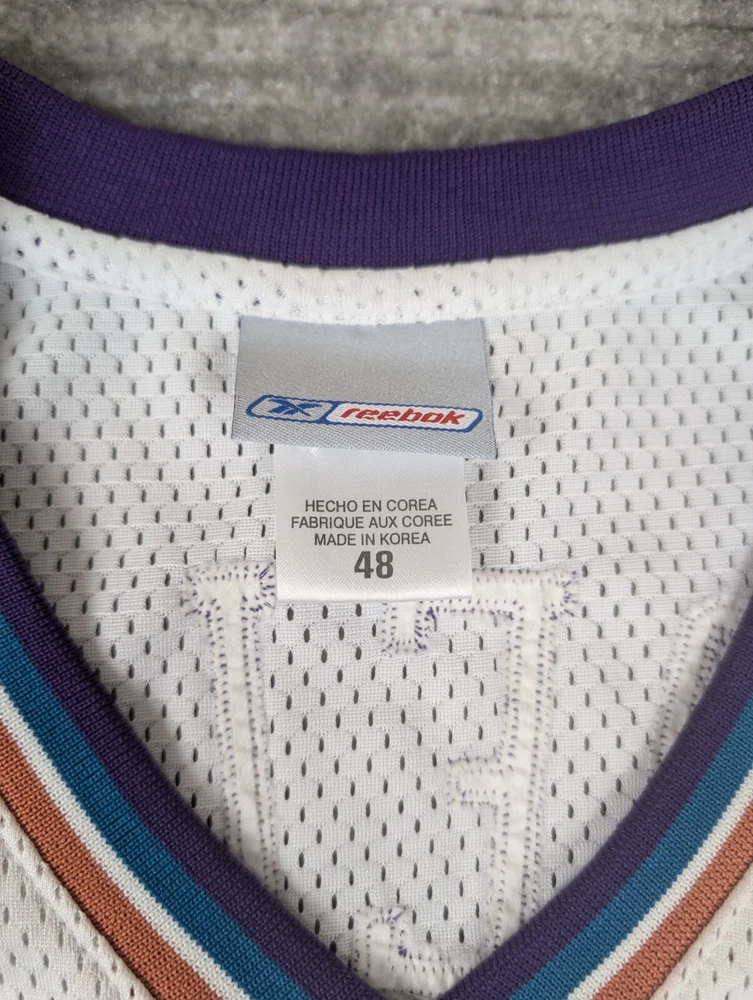 reebok
HECHO EN COREA
FABRIQUE AUX COREE
MADE IN KOREA
48